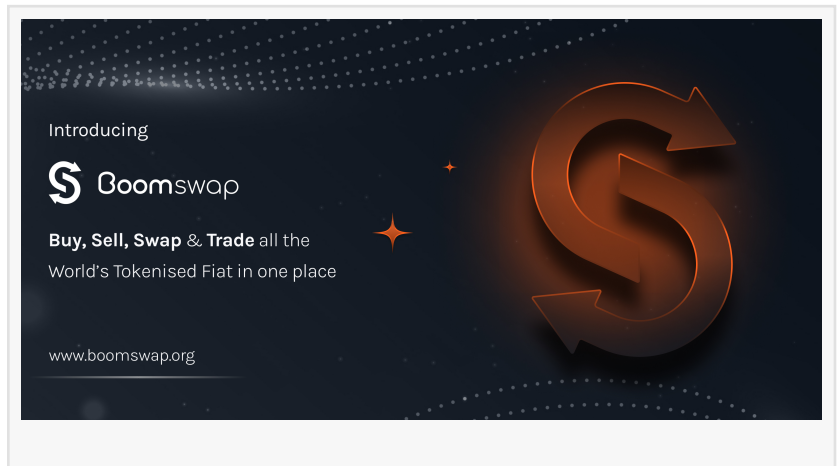 Introducing
Boomswap
Buy, Sell, Swap & Trade all the
World's Tokenised Fiat in one place
www.boomswap.org